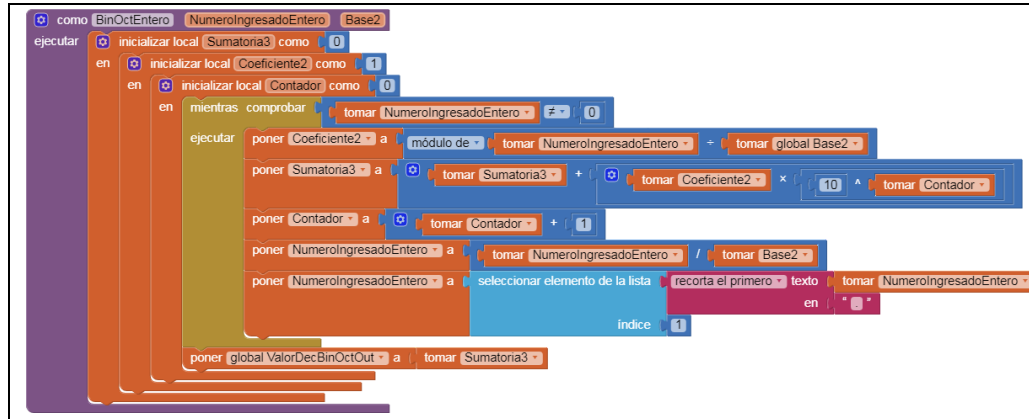 como BinOctEntero NumeroIngresadoEntero Base2
ejecutar inicializar local Sumatoria3 como 0
en inicializar local Coeficiente2 como 1
en inicializar local Contador como 0
en mientras comprobar tomar NumeroIngresadoEntero ≠ 0
ejecutar poner Coeficiente2 a módulo de tomar NumeroIngresadoEntero ÷ tomar global Base2
poner Sumatoria3 a tomar Sumatoria3 + tomar Coeficiente2 × 10 ^ tomar Contador
poner Contador a tomar Contador + 1
poner NumeroIngresadoEntero a tomar NumeroIngresadoEntero / tomar Base2
poner NumeroIngresadoEntero a seleccionar elemento de la lista recorta el primero texto tomar NumeroIngresadoEntero
en " . "
índice 1
poner global ValorDecBinOctOut a tomar Sumatoria3